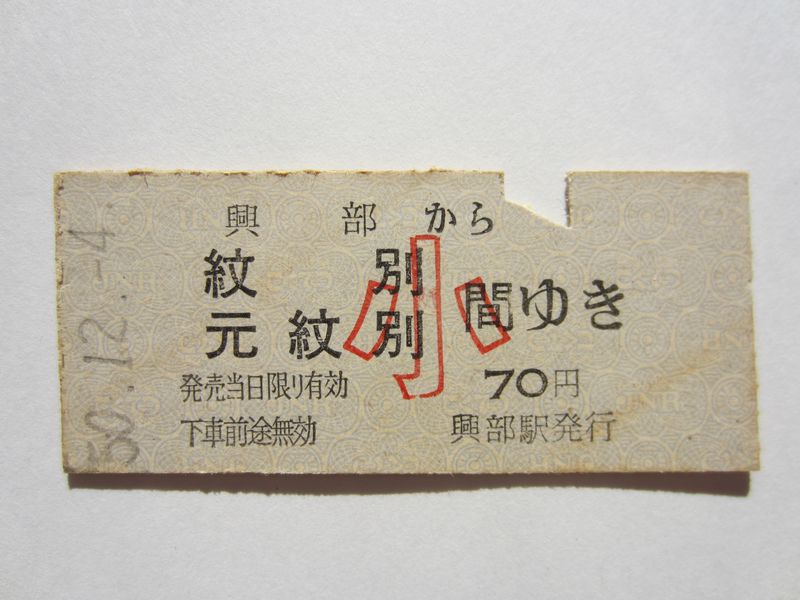 興部から
紋別
元紋別 間ゆき
小
発売当日限り有効 70円
下車前途無効 興部駅発行
50.12.-4